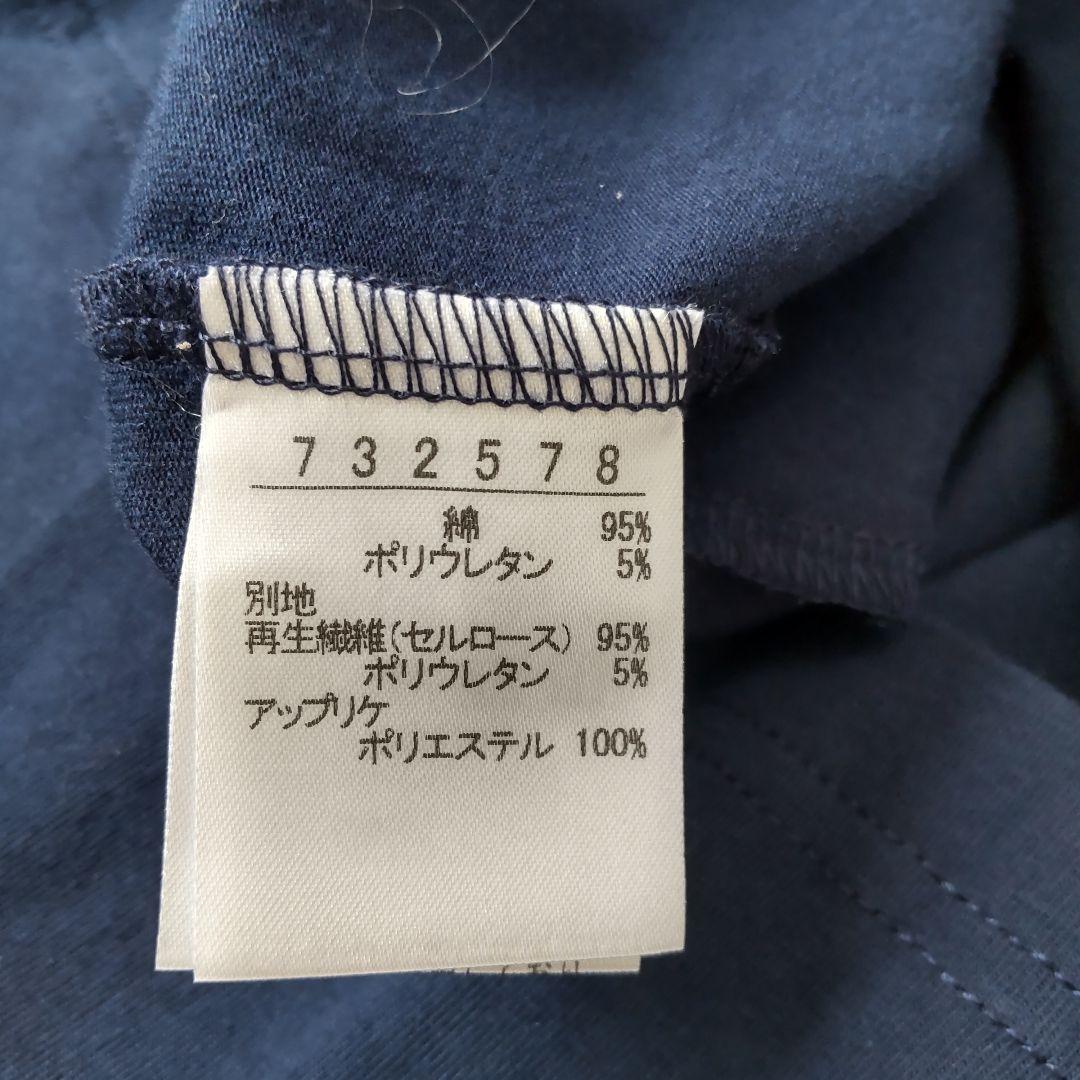 732578
綿 95%
ポリウレタン 5%
別地
再生繊維(セルロース) 95%
ポリウレタン 5%
アップリケ
ポリエステル 100%